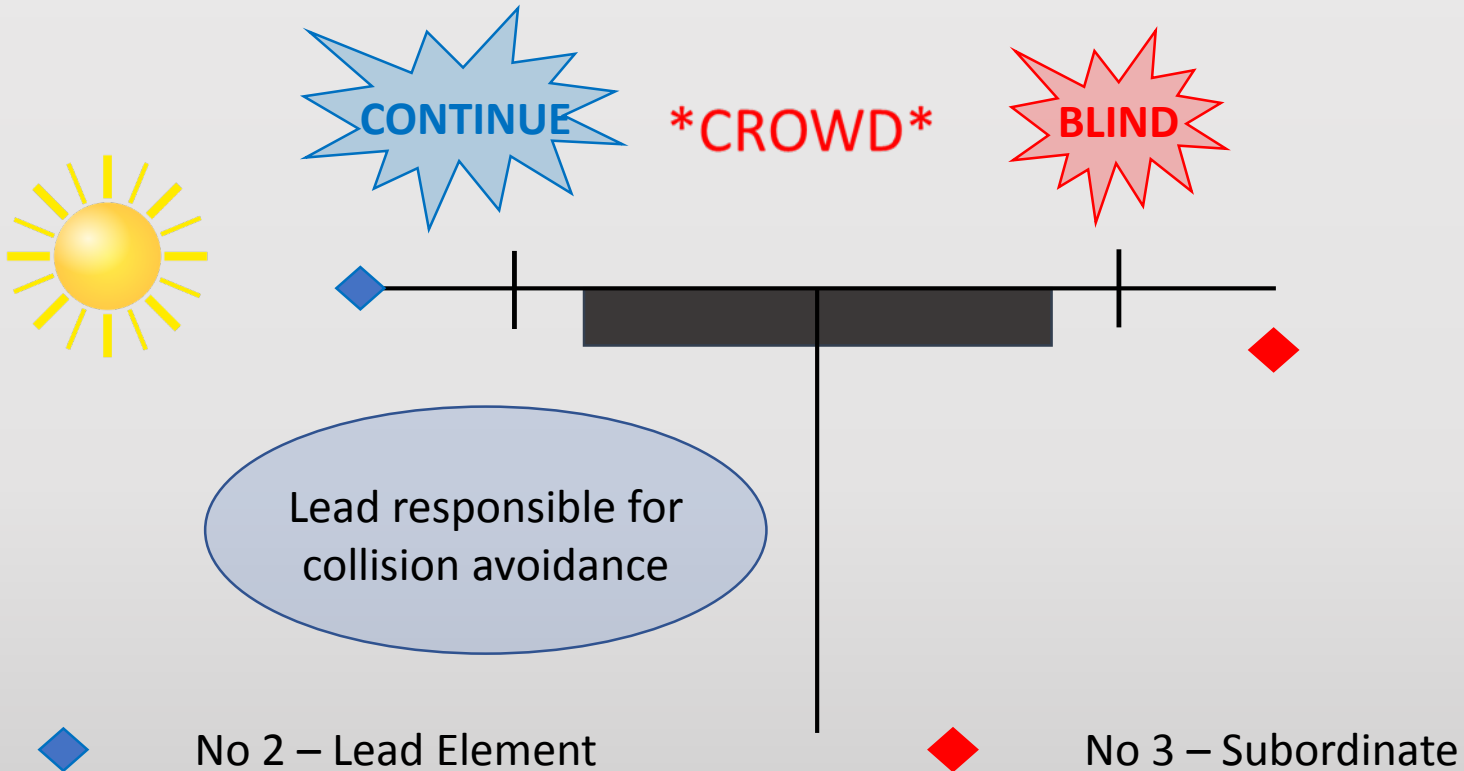 CONTINUE
*CROWD*
BLIND
Lead responsible for
collision avoidance
No 2 – Lead Element
No 3 – Subordinate